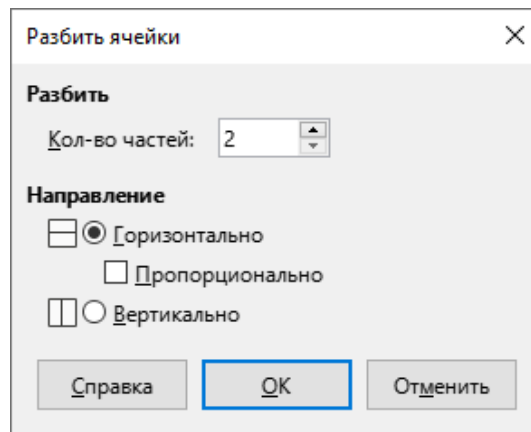 Разбить ячейки
Разбить
Кол-во частей: 2
Направление
Горизонтально
Пропорционально
Вертикально
Справка OK Отменить